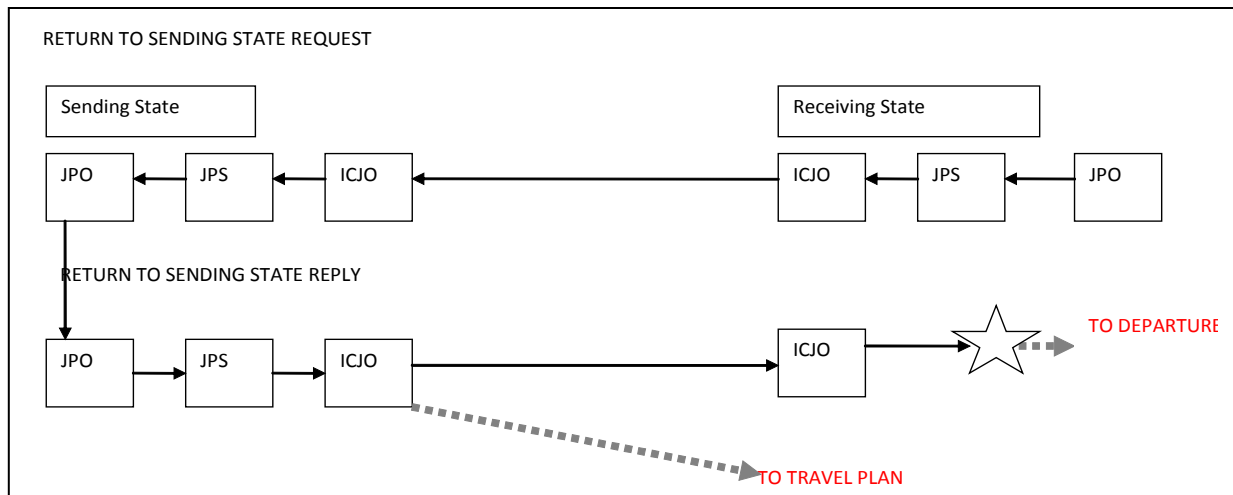 RETURN TO SENDING STATE REQUEST
Sending State
Receiving State
JPO
JPS
ICJO
ICJO
JPS
JPO
RETURN TO SENDING STATE REPLY
TO DEPARTURE
JPO
JPS
ICJO
ICJO
TO TRAVEL PLAN